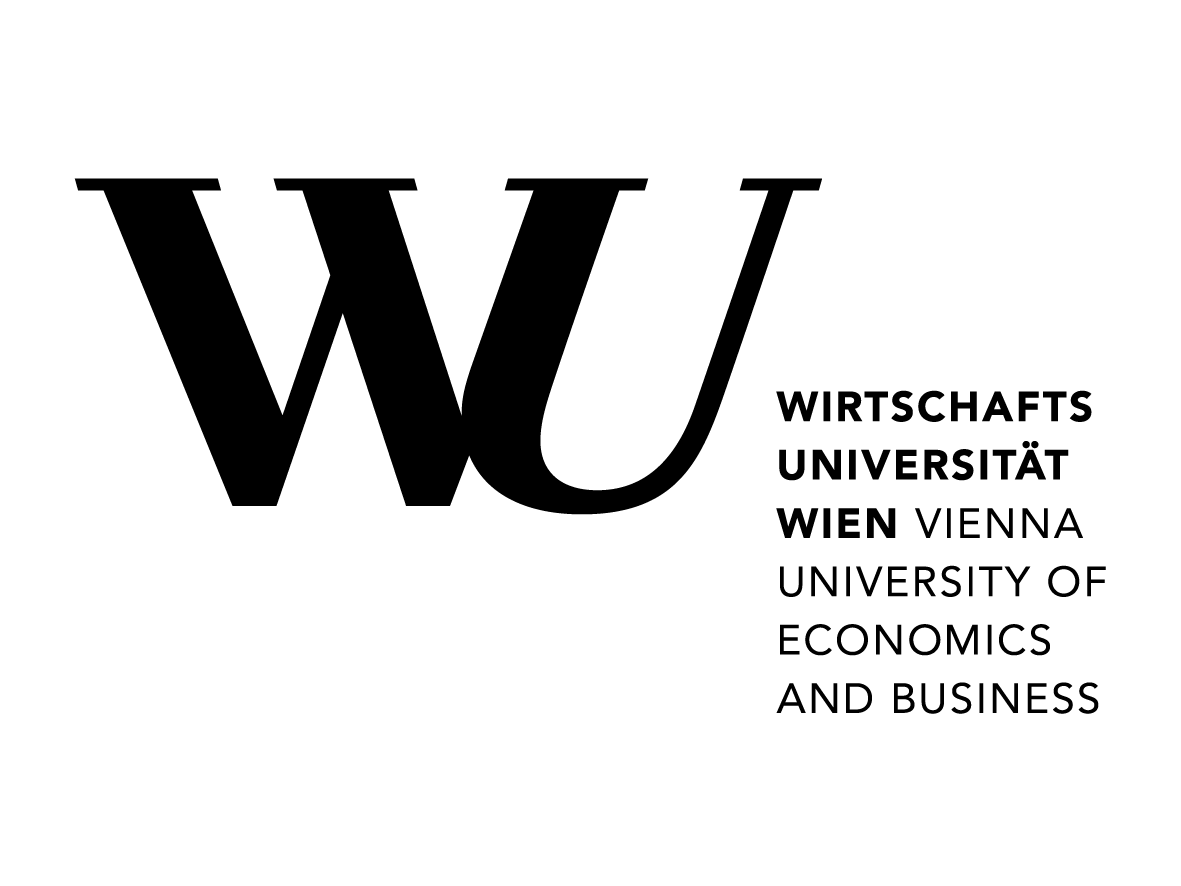 WU
WIRTSCHAFTS
UNIVERSITÄT
WIEN VIENNA
UNIVERSITY OF
ECONOMICS
AND BUSINESS